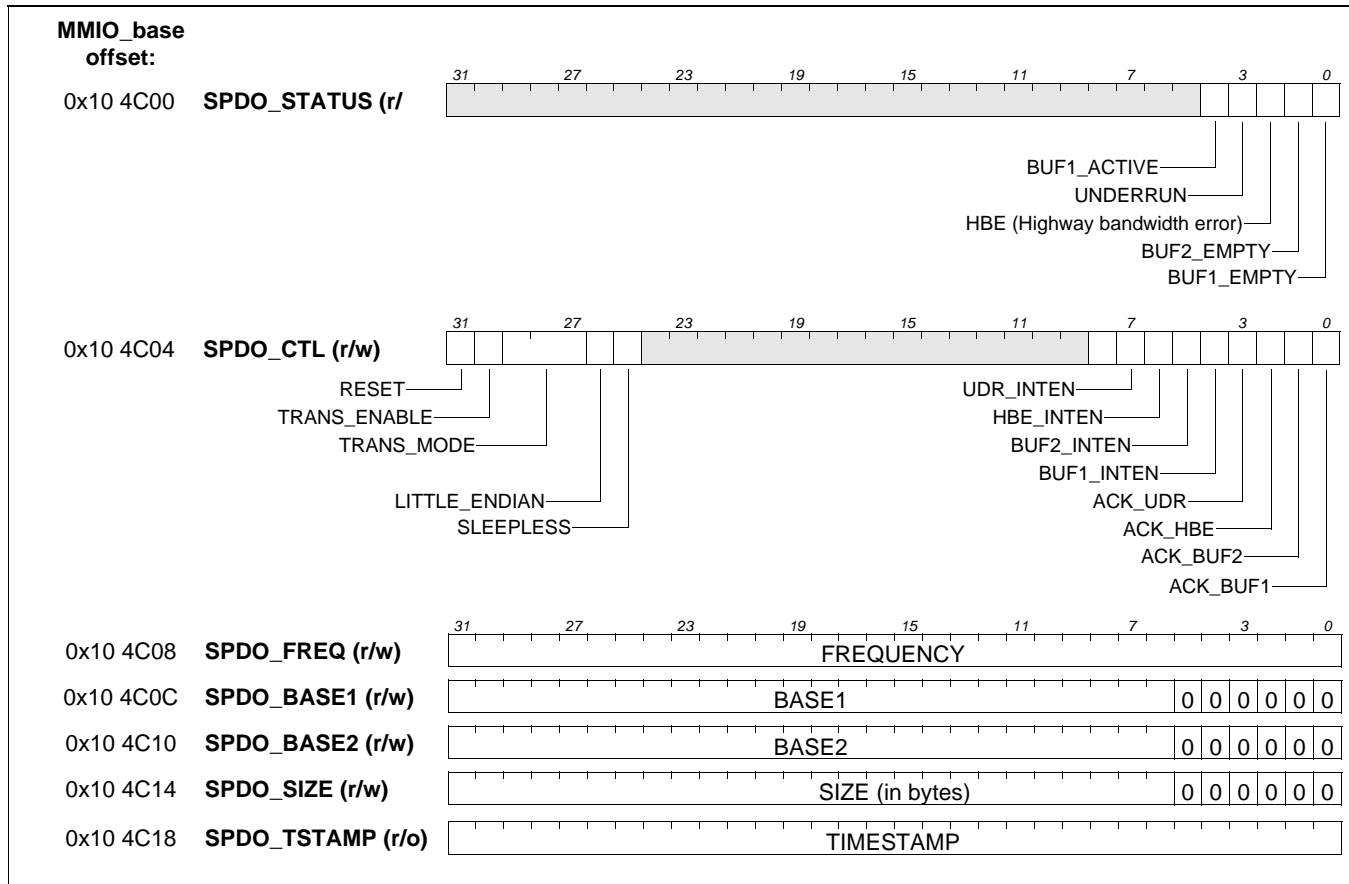 MMIO_base
offset:
31 27 23 19 15 11 7 3 0
0x10 4C00 SPDO_STATUS (r/
BUF1_ACTIVE
UNDERRUN
HBE (Highway bandwidth error)
BUF2_EMPTY
BUF1_EMPTY
31 27 23 19 15 11 7 3 0
0x10 4C04 SPDO_CTL (r/w)
RESET UDR_INTEN
TRANS_ENABLE HBE_INTEN
TRANS_MODE BUF2_INTEN
BUF1_INTEN
LITTLE_ENDIAN ACK_UDR
SLEEPLESS ACK_HBE
ACK_BUF2
ACK_BUF1
31 27 23 19 15 11 7 3 0
0x10 4C08 SPDO_FREQ (r/w) FREQUENCY
0x10 4C0C SPDO_BASE1 (r/w) BASE1 0 0 0 0 0 0
0x10 4C10 SPDO_BASE2 (r/w) BASE2 0 0 0 0 0 0
0x10 4C14 SPDO_SIZE (r/w) SIZE (in bytes) 0 0 0 0 0 0
0x10 4C18 SPDO_TSTAMP (r/o) TIMESTAMP